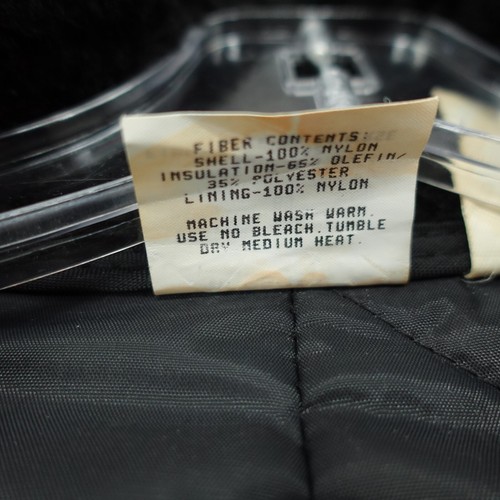 FIBER CONTENTS:
SHELL-100% NYLON
INSULATION-65% OLEFIN/
35% POLYESTER
LINING-100% NYLON
MACHINE WASH WARM.
USE NO BLEACH.TUMBLE
DRY MEDIUM HEAT.